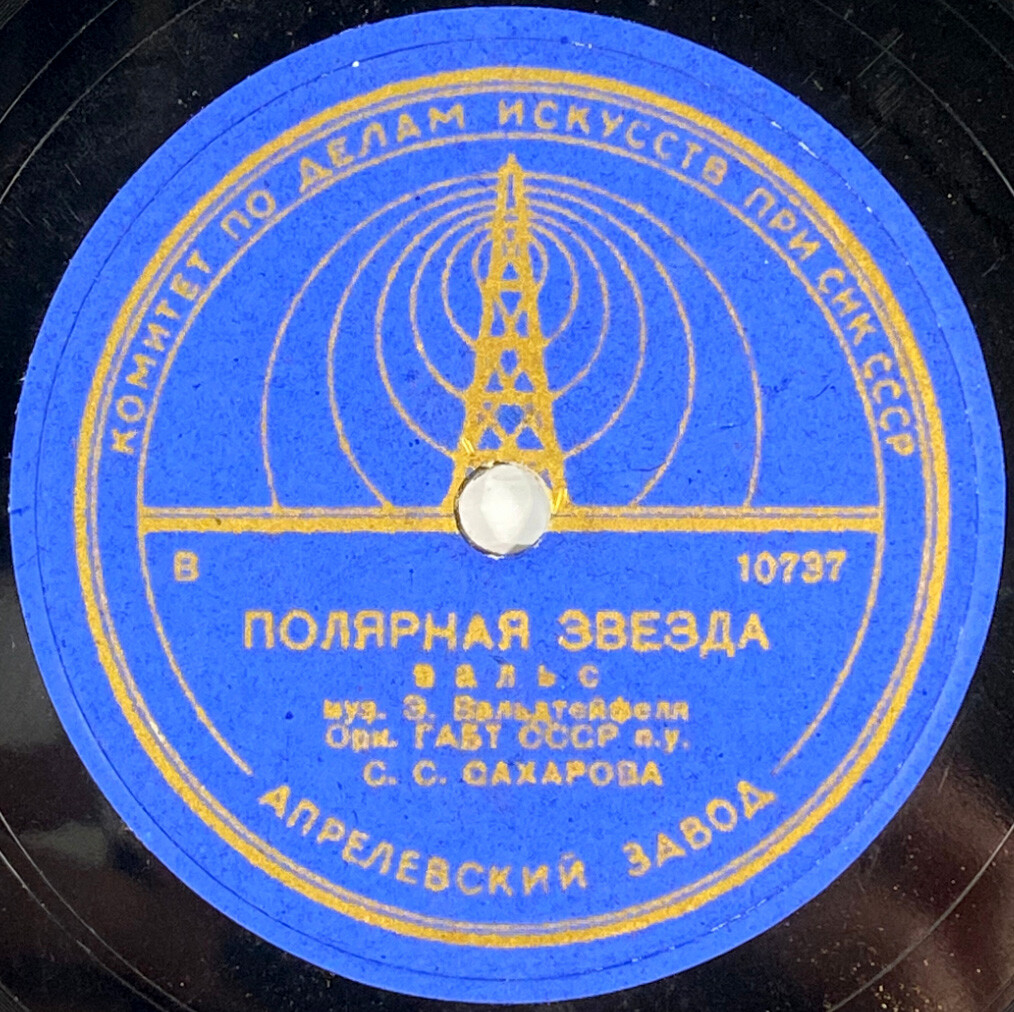 КОМИТЕТ ПО ДЕЛАМ ИСКУССТВ ПРИ СНК СССР
В 10737
ПОЛЯРНАЯ ЗВЕЗДА
вальс
муз. Э. Вальдтейфеля
Орк. ГАБТ СССР п.у.
С. С. САХАРОВА
АПРЕЛЕВСКИЙ ЗАВОД